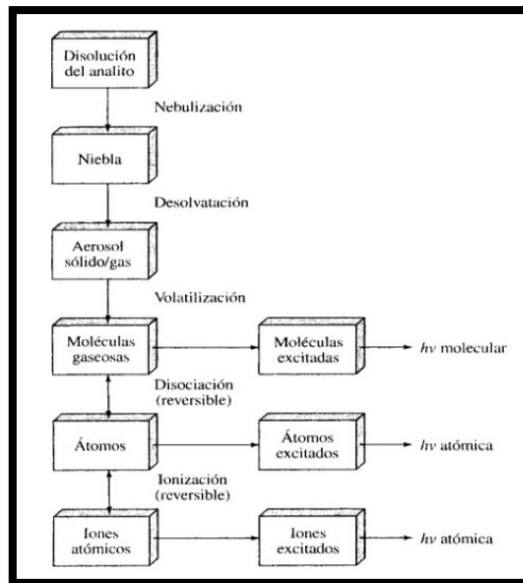 Disolución
del analito
Nebulización
Niebla
Desolvatación
Aerosol
sólido/gas
Volatilización
Moléculas
gaseosas
Moléculas
excitadas
hν molecular
Disociación
(reversible)
Átomos
Átomos
excitados
hν atómica
Ionización
(reversible)
Iones
atómicos
Iones
excitados
hν atómica